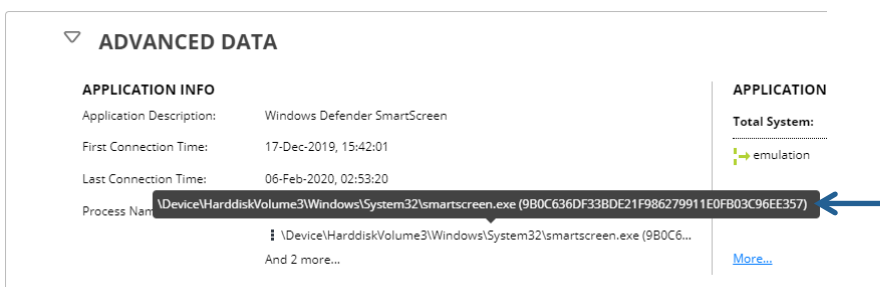 ADVANCED DATA
APPLICATION INFO
Application Description: Windows Defender SmartScreen
First Connection Time: 17-Dec-2019, 15:42:01
Last Connection Time: 06-Feb-2020, 02:53:20
Process Nam
\Device\HarddiskVolume3\Windows\System32\smartscreen.exe (9B0C636DF33BDE21F986279911E0FB03C96EE357)
\Device\HarddiskVolume3\Windows\System32\smartscreen.exe (9B0C6...
And 2 more...
APPLICATION
Total System:
emulation
More...